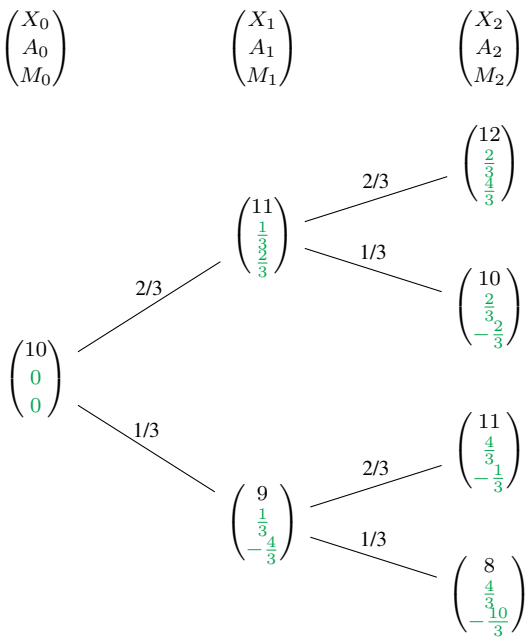 (X₀ A₀ M₀) (X₁ A₁ M₁) (X₂ A₂ M₂)
(12 2/3 4/3)
2/3
(11 1/3 2/3)
1/3
(10 2/3 −2/3)
2/3
(10 0 0)
1/3
(11 4/3 −1/3)
2/3
(9 1/3 −4/3)
1/3
(8 4/3 −10/3)